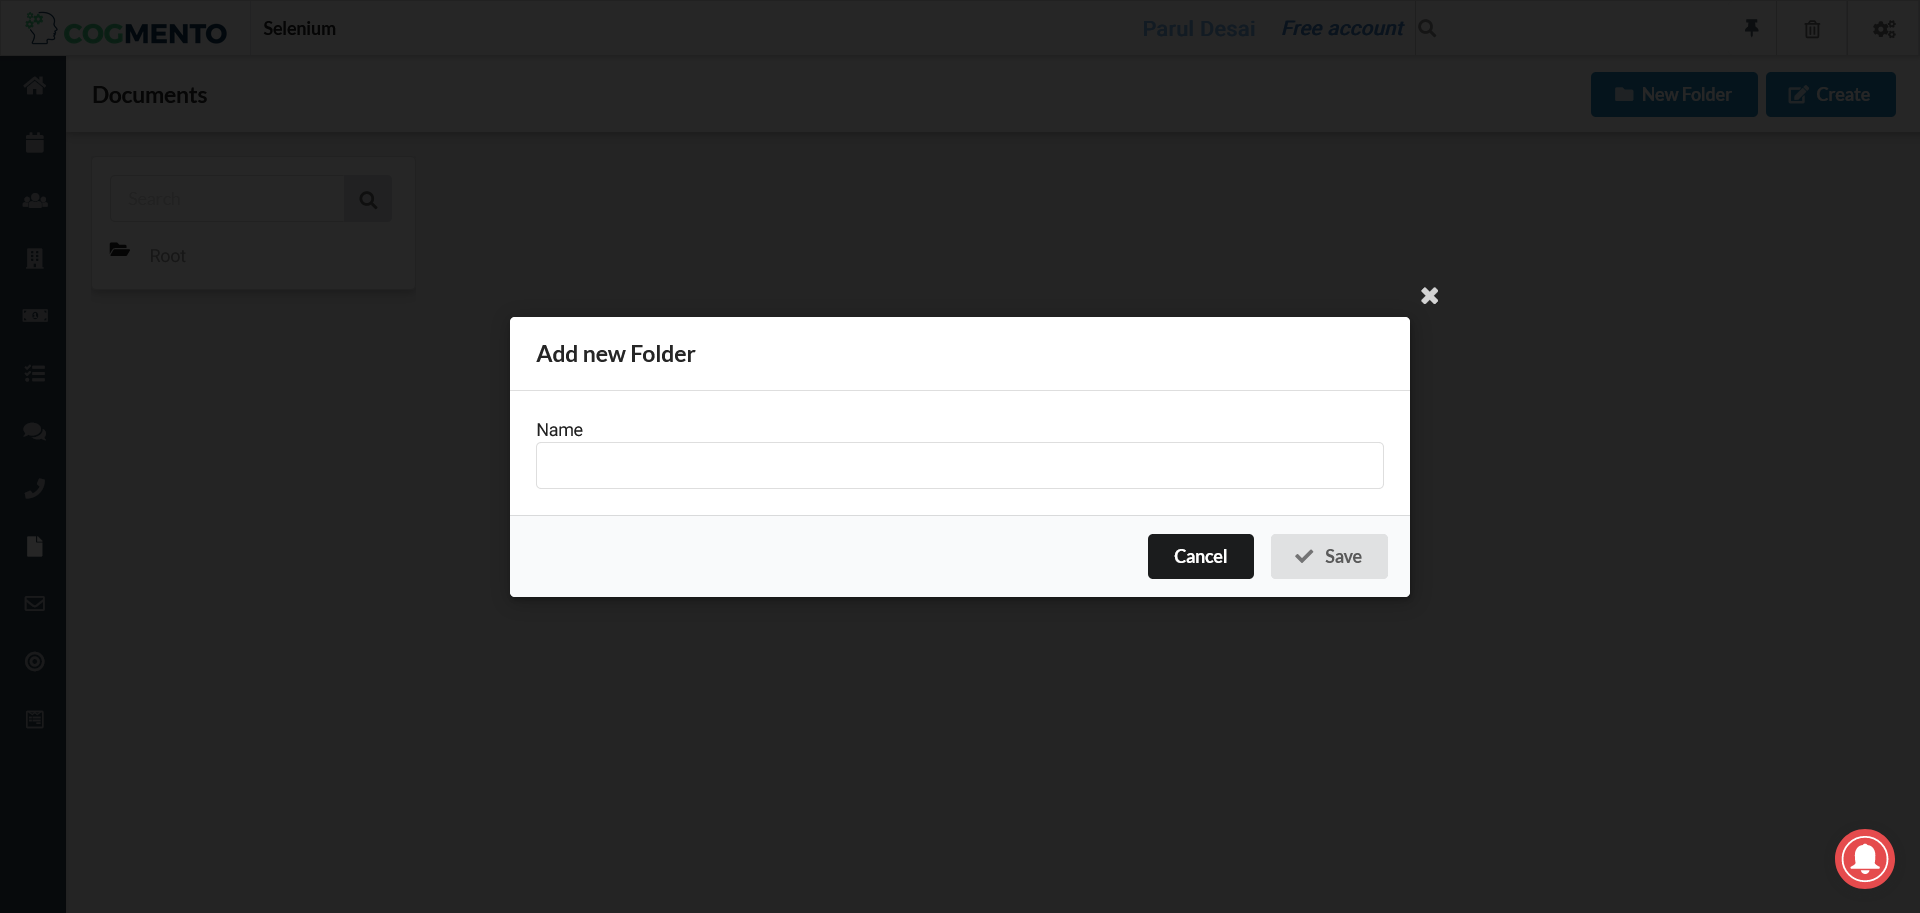 COGMENTO
Selenium
Parul Desai
Free account
Documents
New Folder
Create
Search
Root
Add new Folder
Name
Cancel
Save